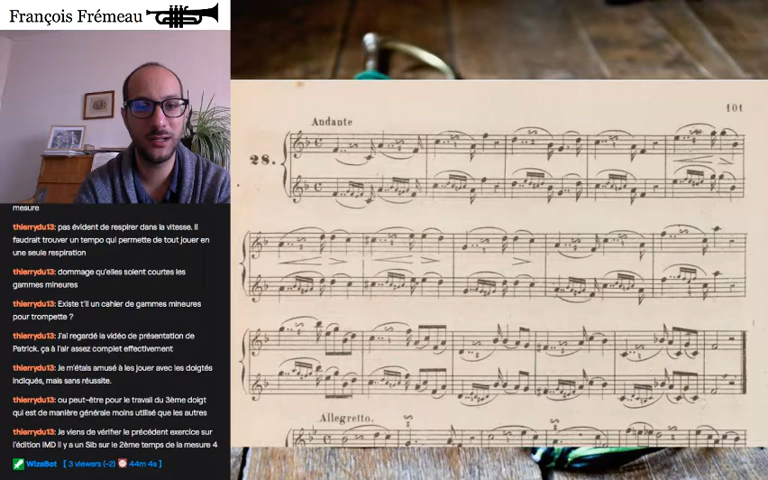 François Frémeau
mesure
thierrydu13: pas évident de respirer dans la vitesse. Il
faudrait trouver un tempo qui permette de tout jouer en
une seule respiration
thierrydu13: dommage qu'elles soient courtes les
gammes mineures
thierrydu13: Existe t'il un cahier de gammes mineures
pour trompette ?
thierrydu13: J'ai regardé la vidéo de présentation de
Patrick. ça à l'air assez complet effectivement
thierrydu13: Je m'étais amusé à les jouer avec les doigtés
indiqués, mais sans réussite.
thierrydu13: ou peut-être pour le travail du 3ème doigt
qui est de manière générale moins utilisé que les autres
thierrydu13: Je viens de vérifier le précédent exercice sur
l'édition IMD il y a un Sib sur le 2ème temps de la mesure 4
WizeBot [ 3 viewers (-2) ⏰ 44m 4s ]
101
Andante
28.
Allegretto.